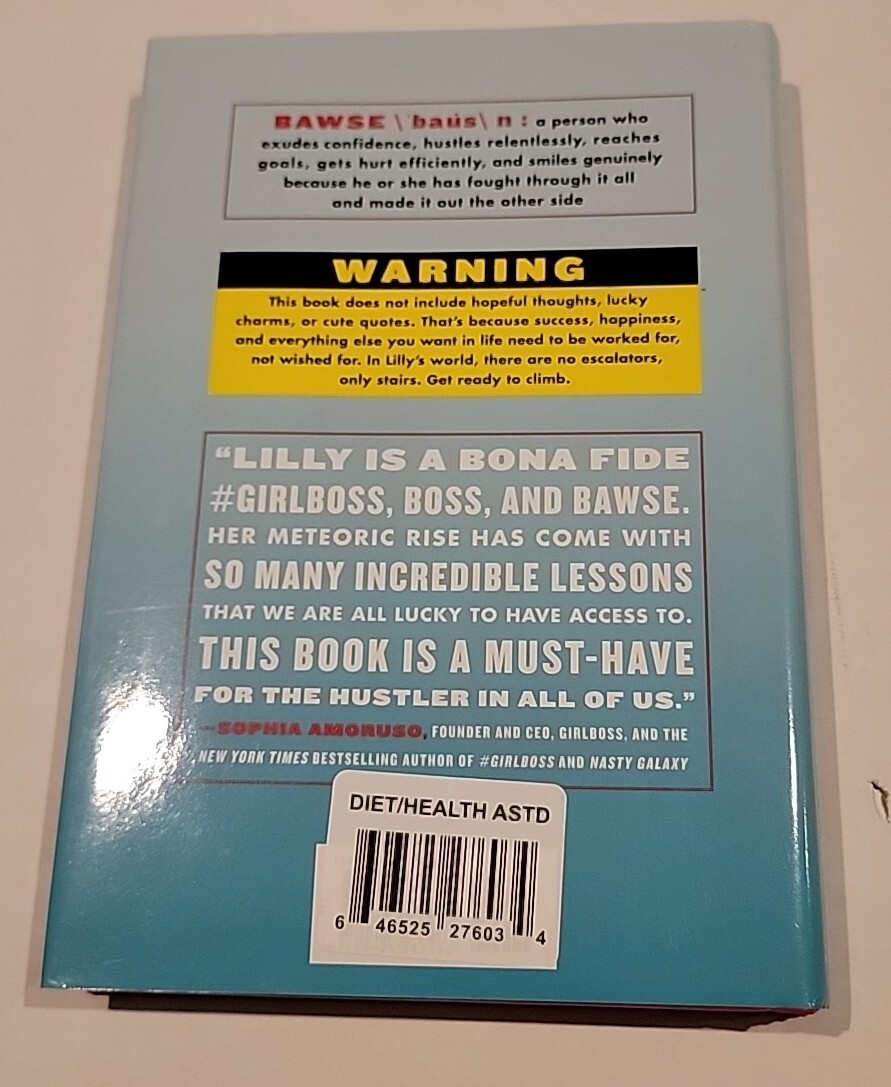 BAWSE \ˈbaüs\ n : a person who
exudes confidence, hustles relentlessly, reaches
goals, gets hurt efficiently, and smiles genuinely
because he or she has fought through it all
and made it out the other side
WARNING
This book does not include hopeful thoughts, lucky
charms, or cute quotes. That's because success, happiness,
and everything else you want in life need to be worked for,
not wished for. In Lilly's world, there are no escalators,
only stairs. Get ready to climb.
“LILLY IS A BONA FIDE
#GIRLBOSS, BOSS, AND BAWSE.
HER METEORIC RISE HAS COME WITH
SO MANY INCREDIBLE LESSONS
THAT WE ARE ALL LUCKY TO HAVE ACCESS TO.
THIS BOOK IS A MUST-HAVE
FOR THE HUSTLER IN ALL OF US.”
—SOPHIA AMORUSO, FOUNDER AND CEO, GIRLBOSS, AND THE
NEW YORK TIMES BESTSELLING AUTHOR OF #GIRLBOSS AND NASTY GALAXY
DIET/HEALTH ASTD
6 46525 27603 4